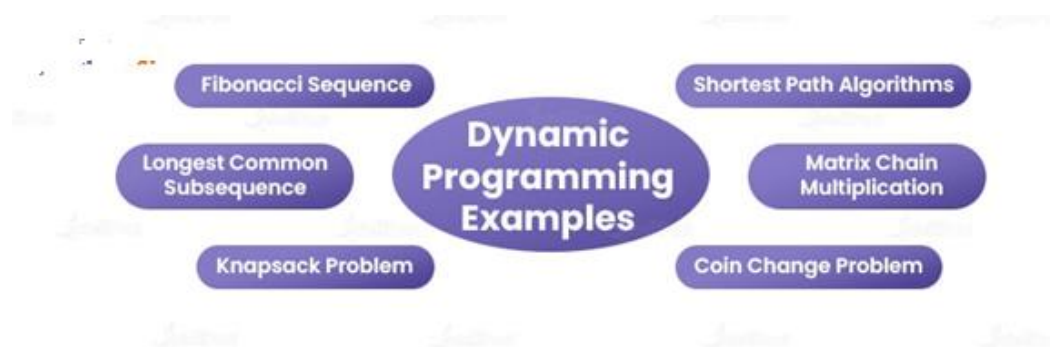 Fibonacci Sequence
Shortest Path Algorithms
Dynamic
Programming
Examples
Longest Common
Subsequence
Matrix Chain
Multiplication
Knapsack Problem
Coin Change Problem